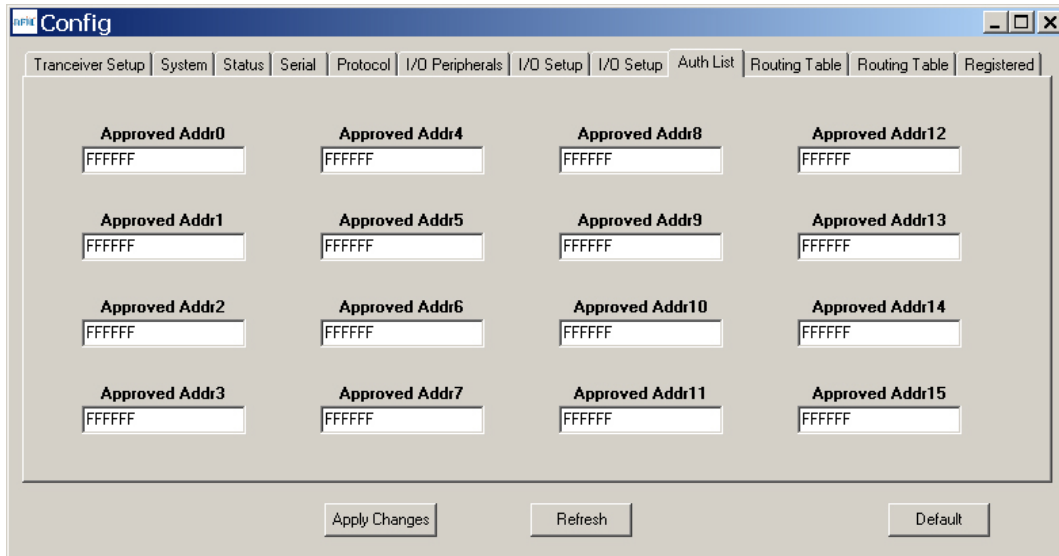 Config
Tranceiver Setup System Status Serial Protocol I/O Peripherals I/O Setup I/O Setup Auth List Routing Table Routing Table Registered
Approved Addr0 Approved Addr4 Approved Addr8 Approved Addr12
FFFFFF FFFFFF FFFFFF FFFFFF
Approved Addr1 Approved Addr5 Approved Addr9 Approved Addr13
FFFFFF FFFFFF FFFFFF FFFFFF
Approved Addr2 Approved Addr6 Approved Addr10 Approved Addr14
FFFFFF FFFFFF FFFFFF FFFFFF
Approved Addr3 Approved Addr7 Approved Addr11 Approved Addr15
FFFFFF FFFFFF FFFFFF FFFFFF
Apply Changes Refresh Default